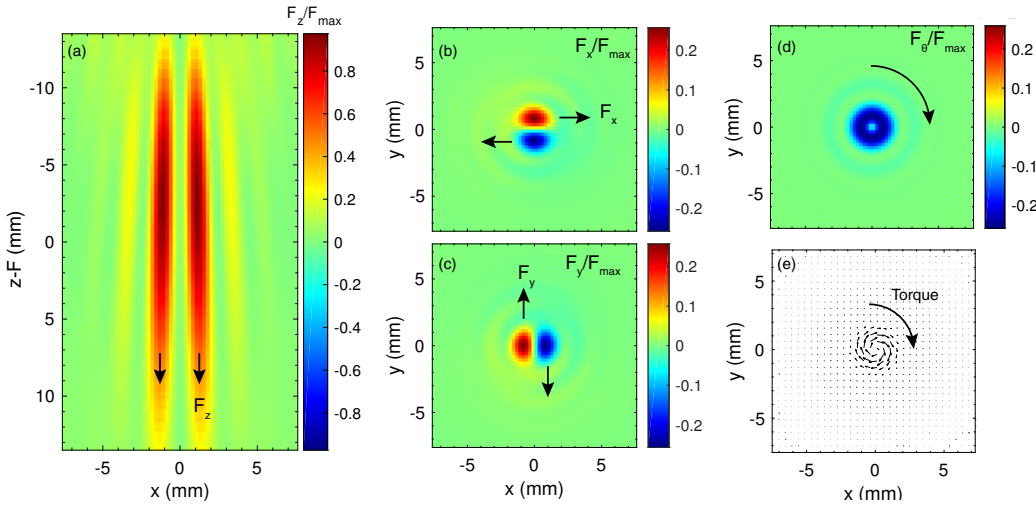 F_z/F_max
(a)
0.8
0.6
0.4
0.2
0
-0.2
-0.4
-0.6
-0.8
-10
-5
0
5
10
z-F (mm)
F_z
-5
0
5
x (mm)
(b)
F_x/F_max
F_x
5
0
-5
y (mm)
0.2
0.1
0
-0.1
-0.2
(c)
F_y/F_max
F_y
5
0
-5
y (mm)
0.2
0.1
0
-0.1
-0.2
-5
0
5
x (mm)
(d)
F_θ/F_max
5
0
-5
y (mm)
0.2
0.1
0
-0.1
-0.2
(e)
Torque
5
0
-5
y (mm)
-5
0
5
x (mm)